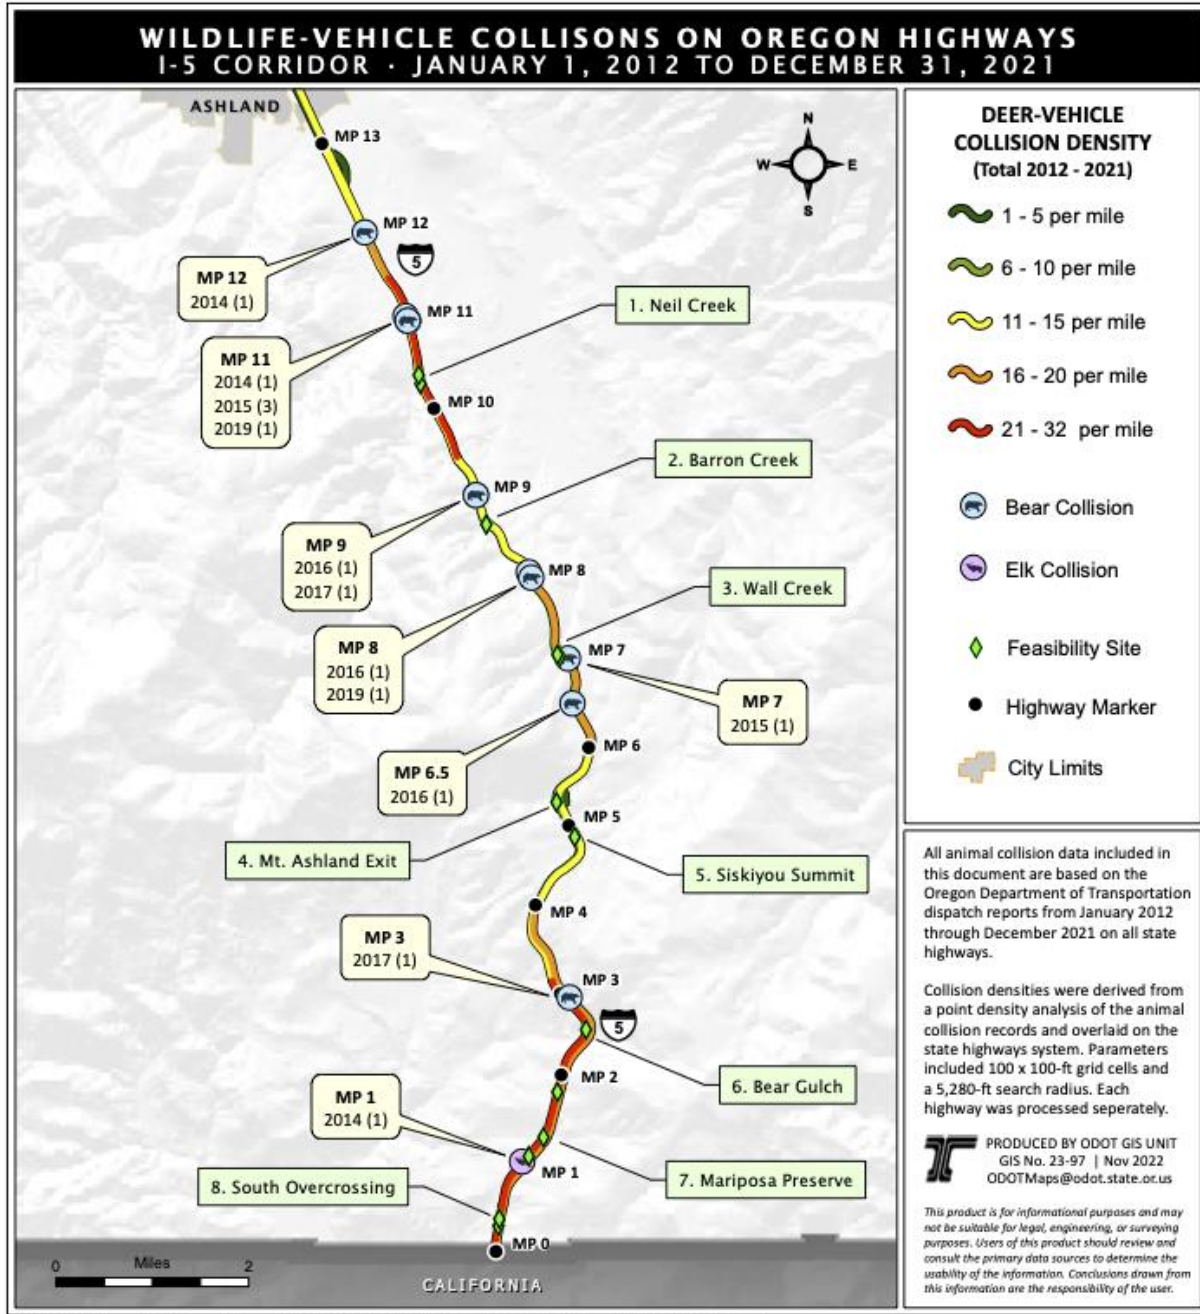 WILDLIFE-VEHICLE COLLISONS ON OREGON HIGHWAYS
I-5 CORRIDOR · JANUARY 1, 2012 TO DECEMBER 31, 2021
ASHLAND
MP 13
N
W
E
S
MP 12
5
MP 12
2014 (1)
MP 11
1. Neil Creek
MP 11
2014 (1)
2015 (3)
2019 (1)
MP 10
2. Barron Creek
MP 9
MP 9
2016 (1)
2017 (1)
MP 8
3. Wall Creek
MP 8
2016 (1)
2019 (1)
MP 7
MP 7
2015 (1)
MP 6
MP 6.5
2016 (1)
MP 5
4. Mt. Ashland Exit
5. Siskiyou Summit
MP 4
MP 3
2017 (1)
MP 3
5
MP 2
6. Bear Gulch
MP 1
2014 (1)
MP 1
7. Mariposa Preserve
8. South Overcrossing
MP 0
0 Miles 2
CALIFORNIA
DEER-VEHICLE
COLLISION DENSITY
(Total 2012 - 2021)
1 - 5 per mile
6 - 10 per mile
11 - 15 per mile
16 - 20 per mile
21 - 32 per mile
Bear Collision
Elk Collision
Feasibility Site
Highway Marker
City Limits
All animal collision data included in
this document are based on the
Oregon Department of Transportation
dispatch reports from January 2012
through December 2021 on all state
highways.
Collision densities were derived from
a point density analysis of the animal
collision records and overlaid on the
state highways system. Parameters
included 100 x 100-ft grid cells and
a 5,280-ft search radius. Each
highway was processed seperately.
PRODUCED BY ODOT GIS UNIT
GIS No. 23-97 | Nov 2022
ODOTMaps@odot.state.or.us
This product is for informational purposes and may
not be suitable for legal, engineering, or surveying
purposes. Users of this product should review and
consult the primary data sources to determine the
usability of the information. Conclusions drawn from
this information are the responsibility of the user.